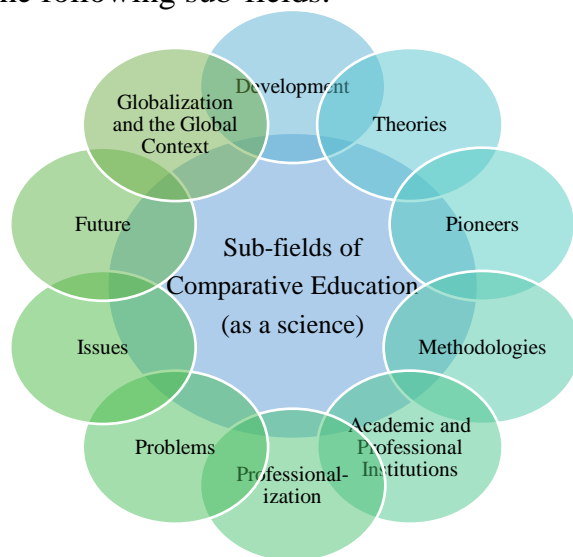 the following sub-fields:
Development
Theories
Pioneers
Methodologies
Academic and
Professional
Institutions
Professional-
ization
Problems
Issues
Future
Globalization
and the Global
Context
Sub-fields of
Comparative Education
(as a science)